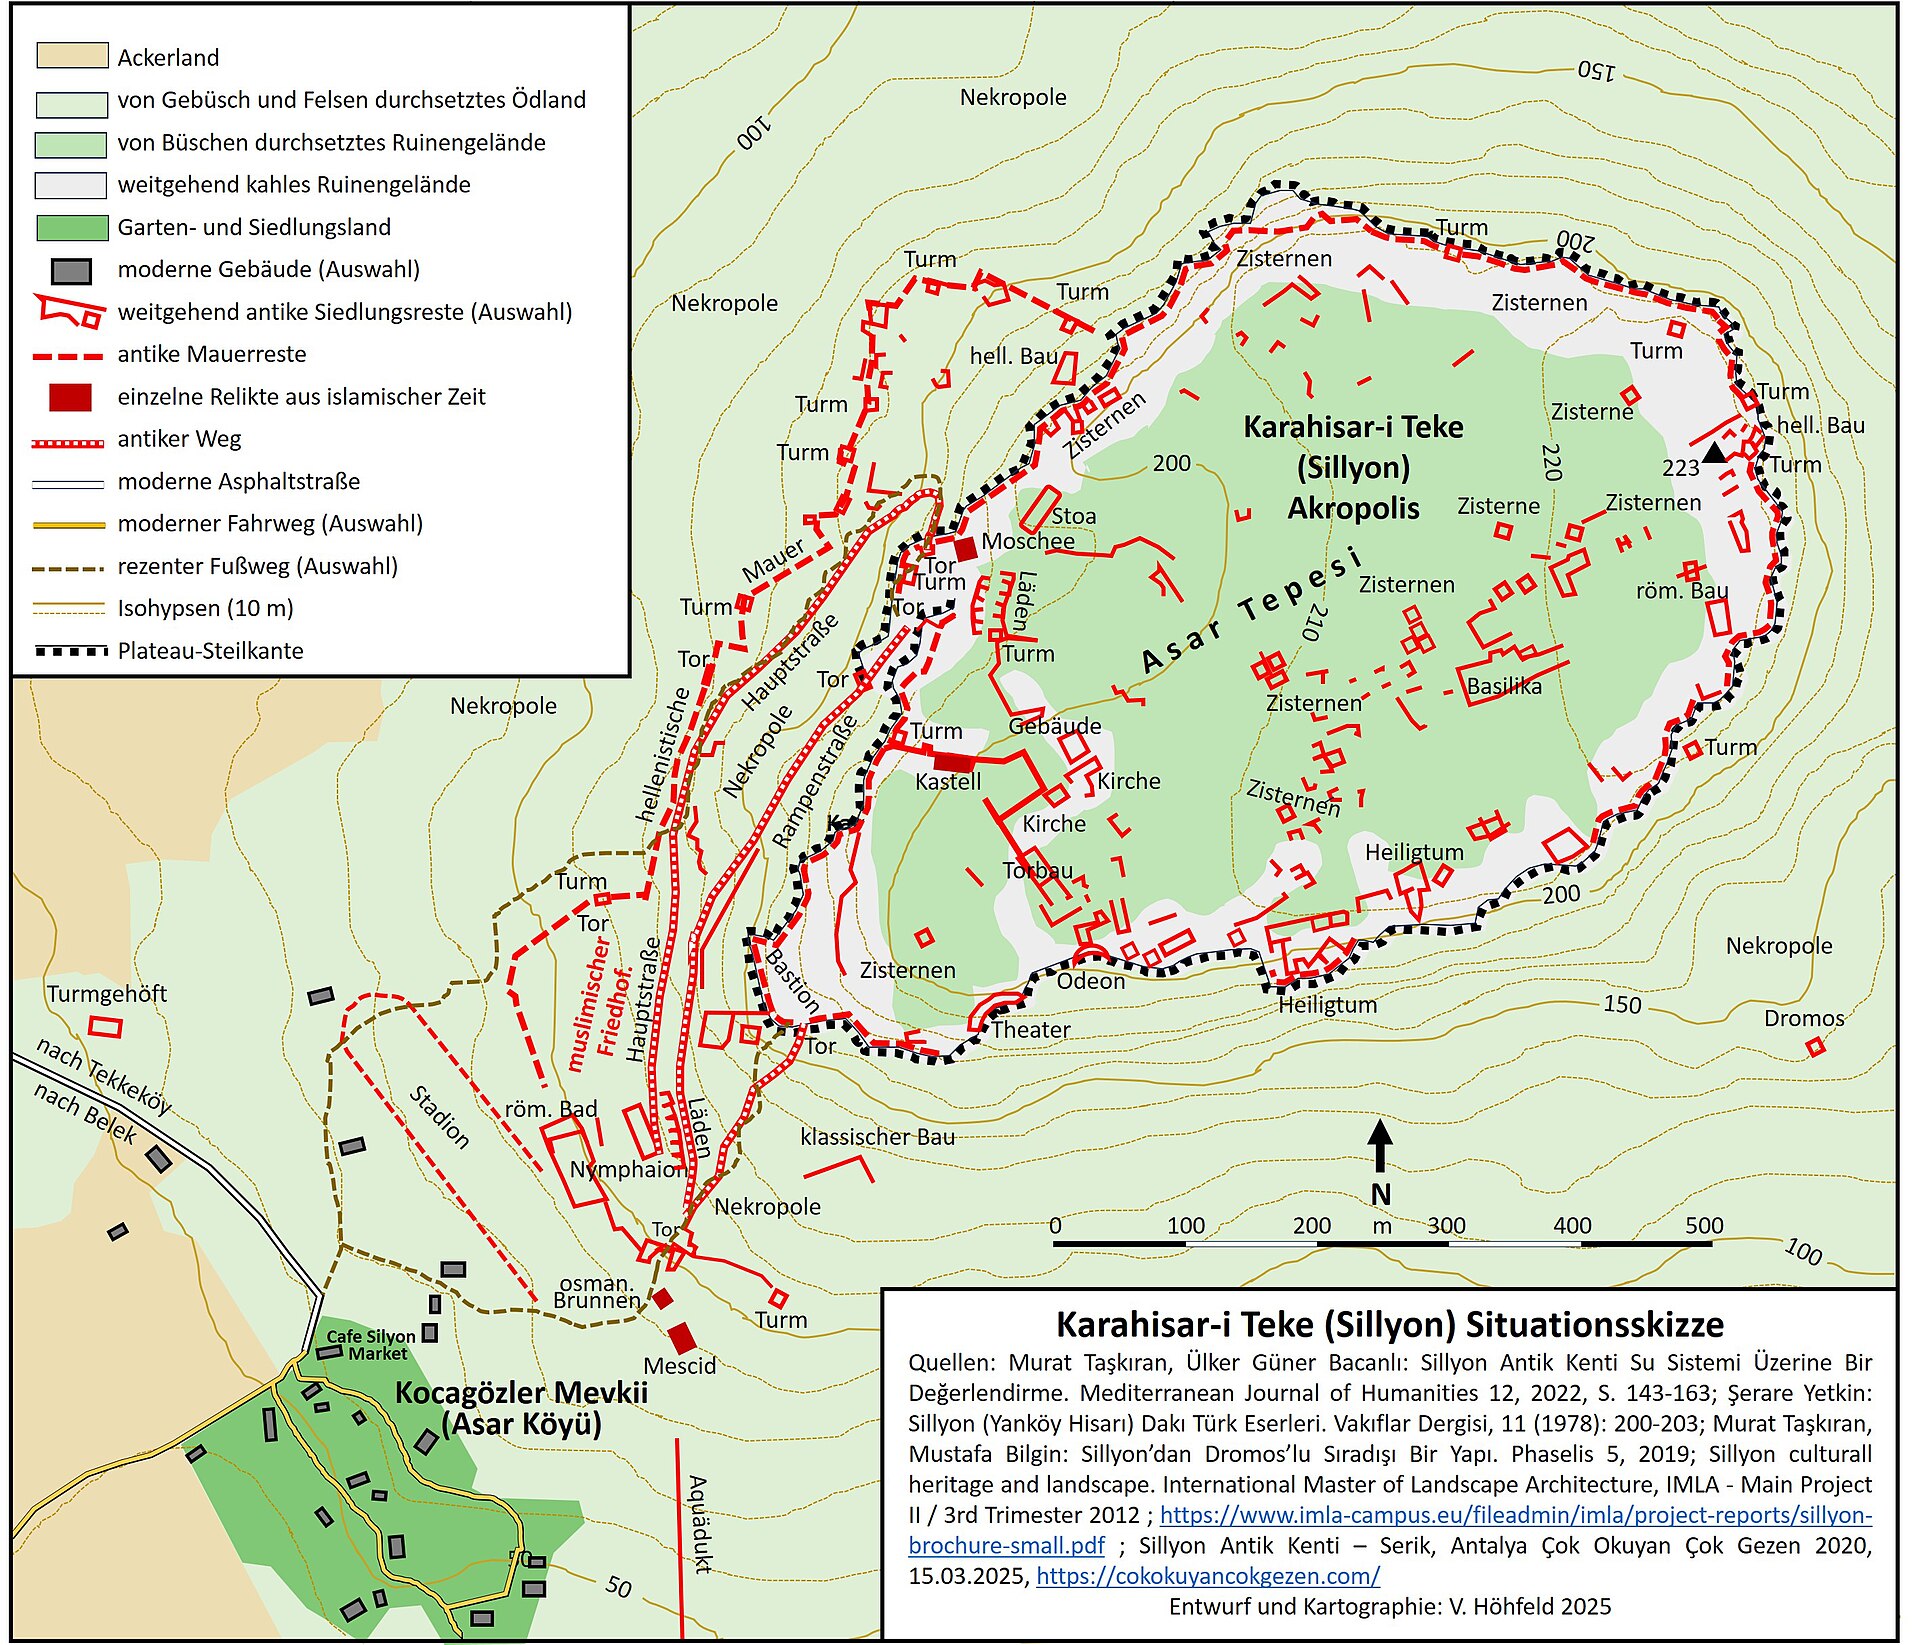 Ackerland
von Gebüsch und Felsen durchsetztes Ödland
von Büschen durchsetztes Ruinengelände
weitgehend kahles Ruinengelände
Garten- und Siedlungsland
moderne Gebäude (Auswahl)
weitgehend antike Siedlungsreste (Auswahl)
antike Mauerreste
einzelne Relikte aus islamischer Zeit
antiker Weg
moderne Asphaltstraße
moderner Fahrweg (Auswahl)
rezenter Fußweg (Auswahl)
Isohypsen (10 m)
Plateau-Steilkante
150
Nekropole
100
Turm
200
Turm
Zisternen
Turm
Nekropole
Zisternen
Turm
hell. Bau
Turm
Turm
Zisternen
Zisterne
Karahisar-i Teke
(Sillyon)
Akropolis
hell. Bau
Turm
200
220
223
Turm
Zisterne
Zisternen
Stoa
Moschee
Mauer
Tor
Turm
Läden
Asar Tepesi
Zisternen
röm. Bau
Turm
Tor
210
Hauptstraße
Tor
Turm
Tor
Basilika
Nekropole
hellenistische
Nekropole
Rampenstraße
Zisternen
Turm
Gebäude
Turm
Kastell
Kirche
Zisternen
Ka
Kirche
Heiligtum
Torbau
Turm
200
Tor
Nekropole
muslimischer
Friedhof.
Hauptstraße
Bastion
Zisternen
Odeon
Turmgehöft
Heiligtum
150
Dromos
Theater
Tor
nach Tekkeköy
nach Belek
Stadion
röm. Bad
Läden
klassischer Bau
Nymphaion
N
Nekropole
Tor
0 100 200 m 300 400 500
100
osman.
Brunnen
Turm
Cafe Silyon
Market
Mescid
Kocagözler Mevkii
(Asar Köyü)
Aquädukt
50
50
Karahisar-i Teke (Sillyon) Situationsskizze
Quellen: Murat Taşkıran, Ülker Güner Bacanlı: Sillyon Antik Kenti Su Sistemi Üzerine Bir
Değerlendirme. Mediterranean Journal of Humanities 12, 2022, S. 143-163; Şerare Yetkin:
Sillyon (Yanköy Hisarı) Dakı Türk Eserleri. Vakıflar Dergisi, 11 (1978): 200-203; Murat Taşkıran,
Mustafa Bilgin: Sillyon’dan Dromos’lu Sıradışı Bir Yapı. Phaselis 5, 2019; Sillyon culturall
heritage and landscape. International Master of Landscape Architecture, IMLA - Main Project
II / 3rd Trimester 2012 ; https://www.imla-campus.eu/fileadmin/imla/project-reports/sillyon-
brochure-small.pdf ; Sillyon Antik Kenti – Serik, Antalya Çok Okuyan Çok Gezen 2020,
15.03.2025, https://cokokuyancokgezen.com/
Entwurf und Kartographie: V. Höhfeld 2025